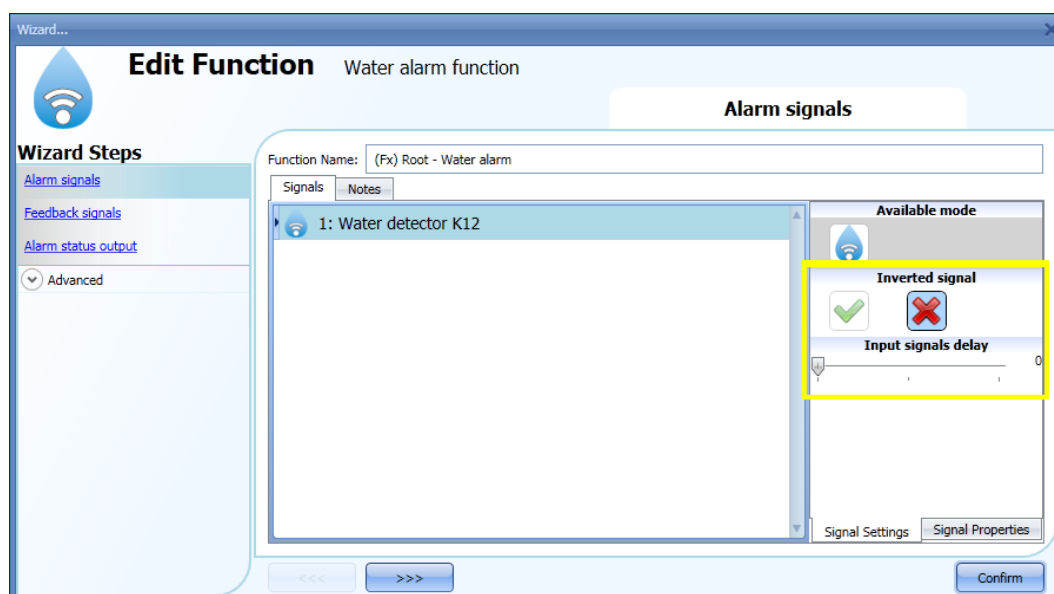 Wizard...
Edit Function Water alarm function
Alarm signals
Wizard Steps
Alarm signals
Feedback signals
Alarm status output
Advanced
Function Name: (Fx) Root - Water alarm
Signals Notes
1: Water detector K12
Available mode
Inverted signal
Input signals delay
0
Signal Settings Signal Properties
<<< >>> Confirm